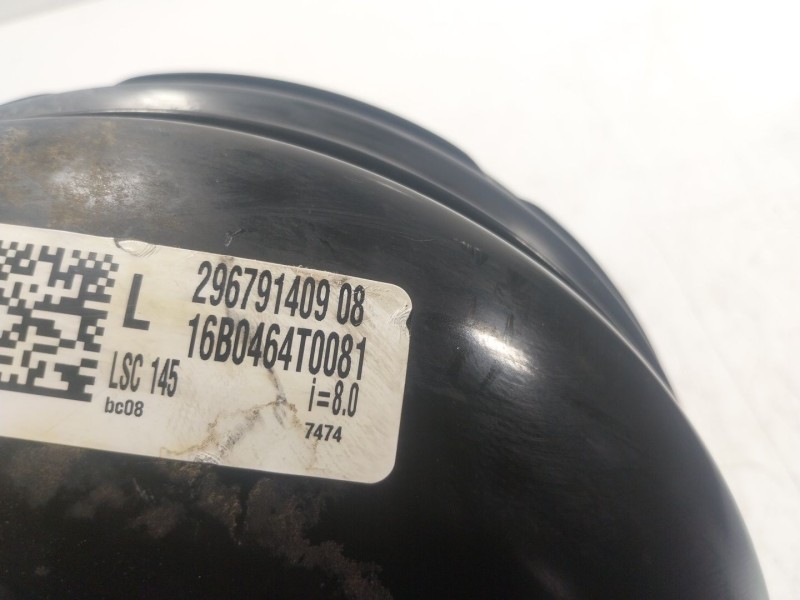 L 296791409 08
16B0464T0081
LSC 145 i=8.0
bc08 7474